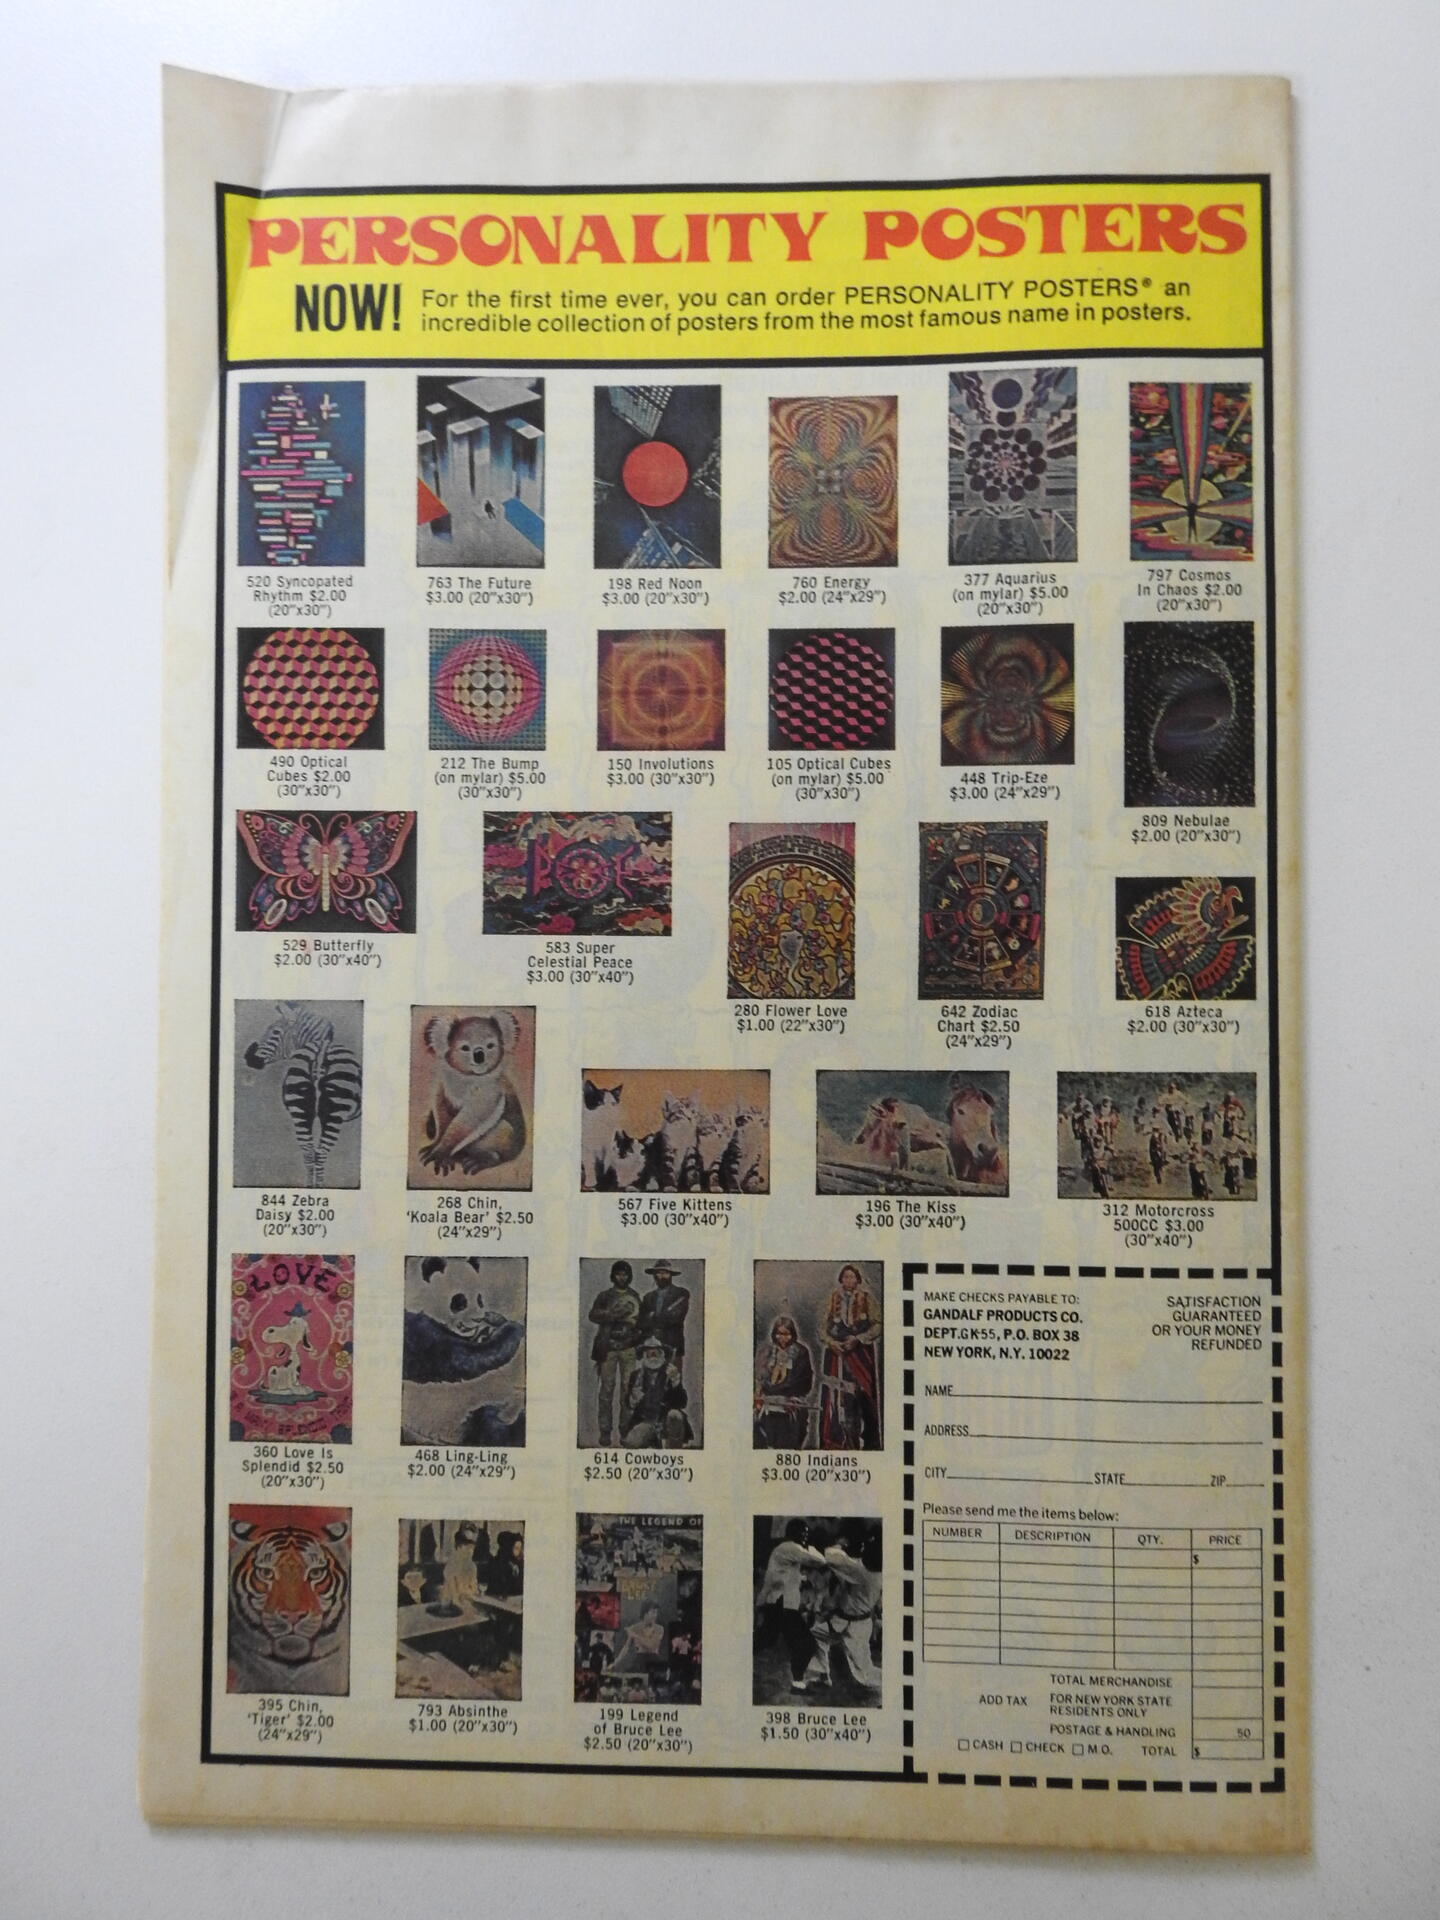 PERSONALITY POSTERS
NOW! For the first time ever, you can order PERSONALITY POSTERS® an
incredible collection of posters from the most famous name in posters.
520 Syncopated
Rhythm $2.00
(20"x30")
763 The Future
$3.00 (20"x30")
198 Red Noon
$3.00 (20"x30")
760 Energy
$2.00 (24"x29")
377 Aquarius
(on mylar) $5.00
(20"x30")
797 Cosmos
In Chaos $2.00
(20"x30")
490 Optical
Cubes $2.00
(30"x30")
212 The Bump
(on mylar) $5.00
(30"x30")
150 Involutions
$3.00 (30"x30")
105 Optical Cubes
(on mylar) $5.00
(30"x30")
448 Trip-Eze
$3.00 (24"x29")
809 Nebulae
$2.00 (20"x30")
529 Butterfly
$2.00 (30"x40")
583 Super
Celestial Peace
$3.00 (30"x40")
280 Flower Love
$1.00 (22"x30")
642 Zodiac
Chart $2.50
(24"x29")
618 Azteca
$2.00 (30"x30")
844 Zebra
Daisy $2.00
(20"x30")
268 Chin,
'Koala Bear' $2.50
(24"x29")
567 Five Kittens
$3.00 (30"x40")
196 The Kiss
$3.00 (30"x40")
312 Motorcross
500CC $3.00
(30"x40")
LOVE
360 Love Is
Splendid $2.50
(20"x30")
468 Ling-Ling
$2.00 (24"x29")
614 Cowboys
$2.50 (20"x30")
880 Indians
$3.00 (20"x30")
THE LEGEND OF
BRUCE
LEE
395 Chin,
'Tiger' $2.00
(24"x29")
793 Absinthe
$1.00 (20"x30")
199 Legend
of Bruce Lee
$2.50 (20"x30")
398 Bruce Lee
$1.50 (30"x40")
MAKE CHECKS PAYABLE TO:
GANDALF PRODUCTS CO.
DEPT.GK-55, P.O. BOX 38
NEW YORK, N.Y. 10022
SATISFACTION
GUARANTEED
OR YOUR MONEY
REFUNDED
NAME
ADDRESS
CITY STATE ZIP
Please send me the items below:
NUMBER DESCRIPTION QTY. PRICE
$
TOTAL MERCHANDISE
ADD TAX FOR NEW YORK STATE
RESIDENTS ONLY
POSTAGE & HANDLING .50
☐ CASH ☐ CHECK ☐ M.O. TOTAL $